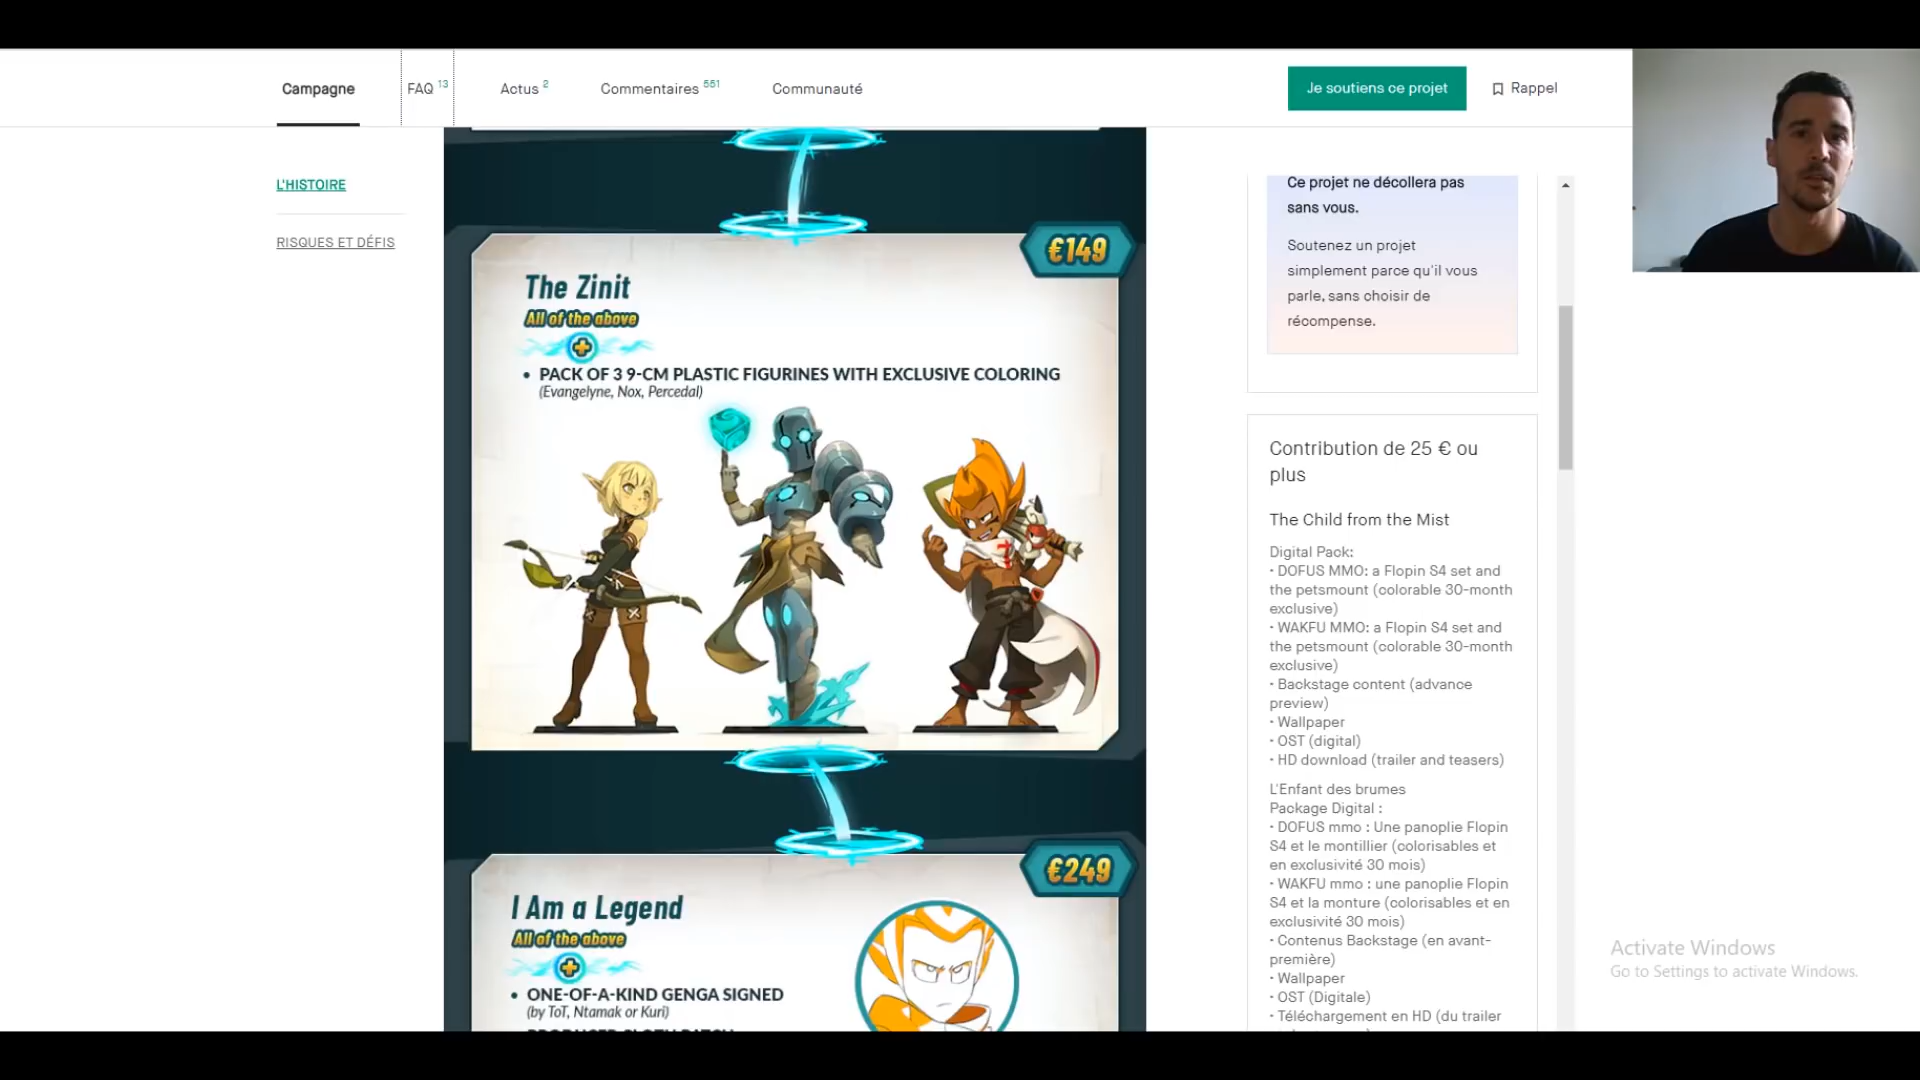 Campagne
FAQ 13
Actus 2
Commentaires 551
Communauté
Je soutiens ce projet
Rappel
L'HISTOIRE
RISQUES ET DÉFIS
€149
The Zinit
All of the above
• PACK OF 3 9-CM PLASTIC FIGURINES WITH EXCLUSIVE COLORING
(Evangelyne, Nox, Percedal)
€249
I Am a Legend
All of the above
• ONE-OF-A-KIND GENGA SIGNED
(by ToT, Ntamak or Kuri)
Ce projet ne décollera pas
sans vous.
Soutenez un projet
simplement parce qu'il vous
parle, sans choisir de
récompense.
Contribution de 25 € ou
plus
The Child from the Mist
Digital Pack:
• DOFUS MMO: a Flopin S4 set and
the petsmount (colorable 30-month
exclusive)
• WAKFU MMO: a Flopin S4 set and
the petsmount (colorable 30-month
exclusive)
• Backstage content (advance
preview)
• Wallpaper
• OST (digital)
• HD download (trailer and teasers)
L'Enfant des brumes
Package Digital :
• DOFUS mmo : Une panoplie Flopin
S4 et le montillier (colorisables et
en exclusivité 30 mois)
• WAKFU mmo : une panoplie Flopin
S4 et la monture (colorisables et en
exclusivité 30 mois)
• Contenus Backstage (en avant-
première)
• Wallpaper
• OST (Digitale)
• Téléchargement en HD (du trailer
Activate Windows
Go to Settings to activate Windows.